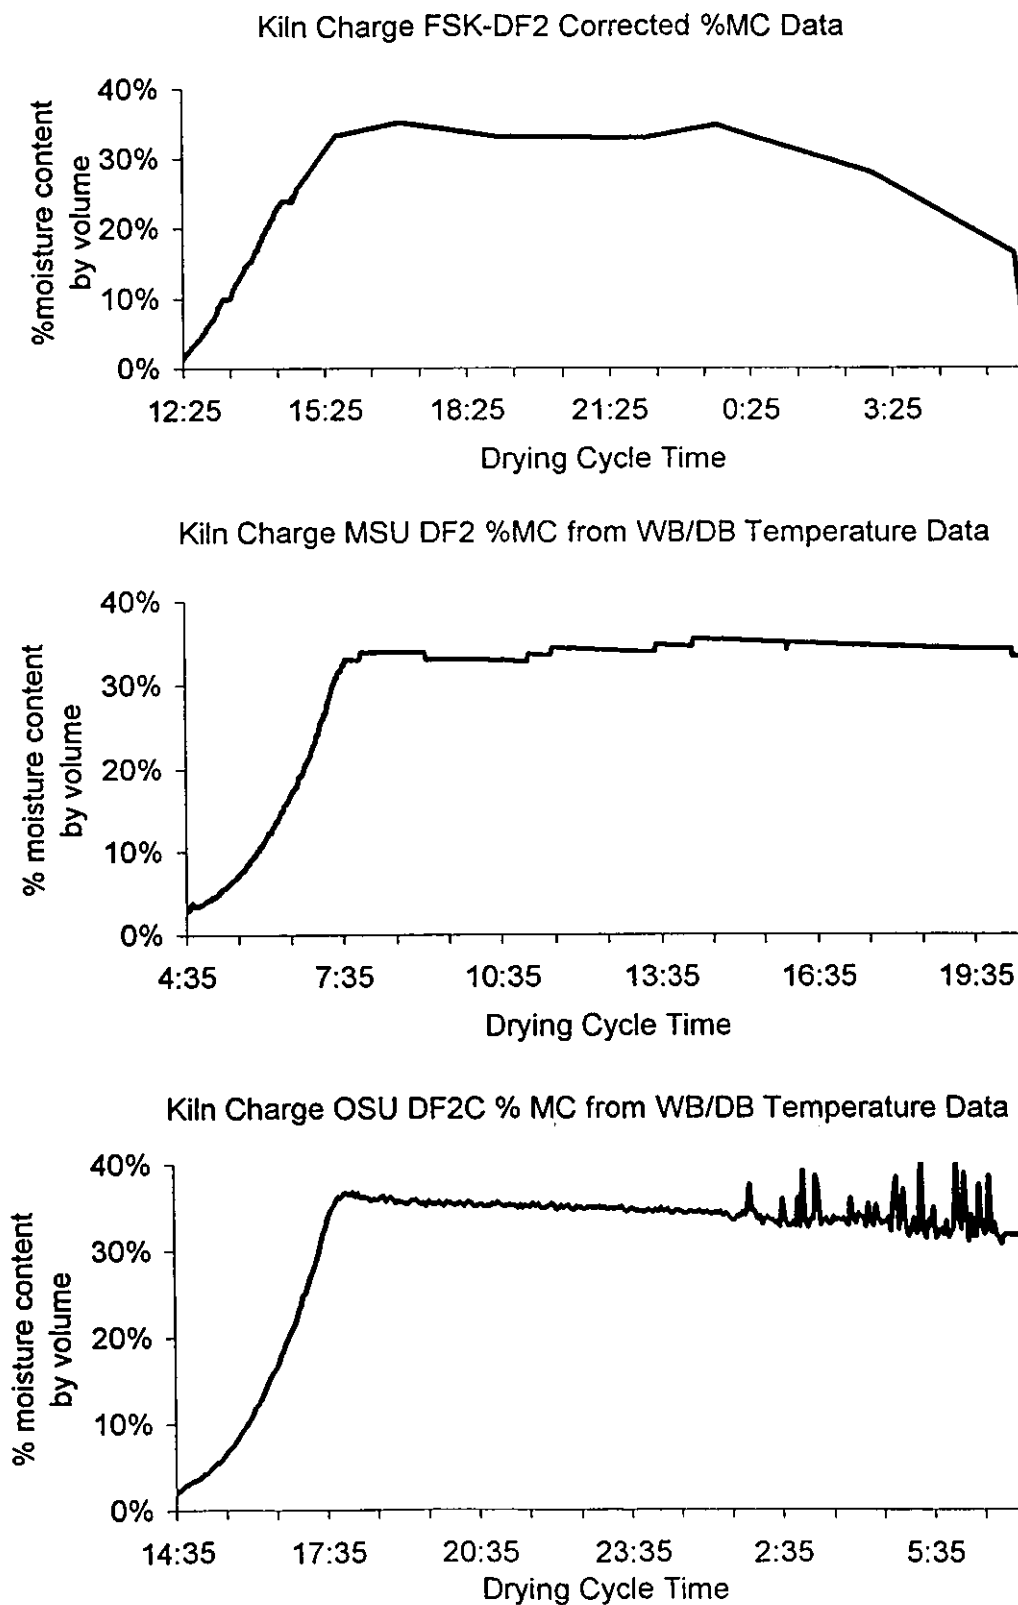 Kiln Charge FSK-DF2 Corrected %MC Data
%moisture content
by volume
40%
30%
20%
10%
0%
12:25 15:25 18:25 21:25 0:25 3:25
Drying Cycle Time
Kiln Charge MSU DF2 %MC from WB/DB Temperature Data
% moisture content
by volume
40%
30%
20%
10%
0%
4:35 7:35 10:35 13:35 16:35 19:35
Drying Cycle Time
Kiln Charge OSU DF2C % MC from WB/DB Temperature Data
% moisture content
by volume
40%
30%
20%
10%
0%
14:35 17:35 20:35 23:35 2:35 5:35
Drying Cycle Time